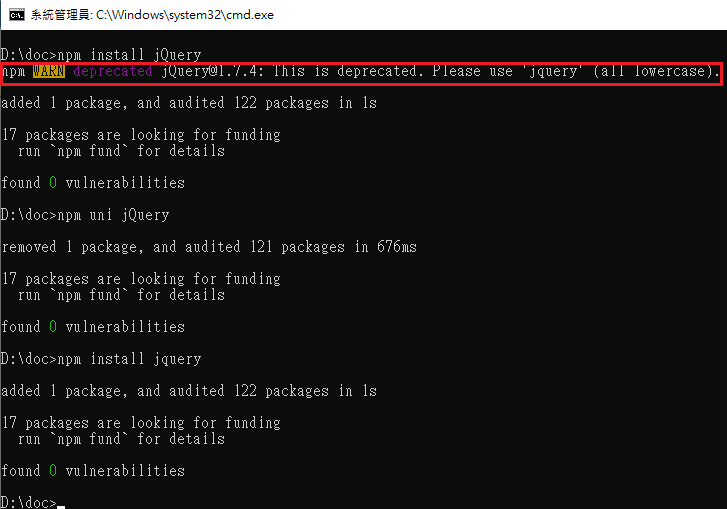 系統管理員: C:\Windows\system32\cmd.exe
D:\doc>npm install jQuery
npm WARN deprecated jQuery@1.7.4: This is deprecated. Please use 'jquery' (all lowercase).
added 1 package, and audited 122 packages in 1s
17 packages are looking for funding
  run `npm fund` for details
found 0 vulnerabilities
D:\doc>npm uni jQuery
removed 1 package, and audited 121 packages in 676ms
17 packages are looking for funding
  run `npm fund` for details
found 0 vulnerabilities
D:\doc>npm install jquery
added 1 package, and audited 122 packages in 1s
17 packages are looking for funding
  run `npm fund` for details
found 0 vulnerabilities
D:\doc>